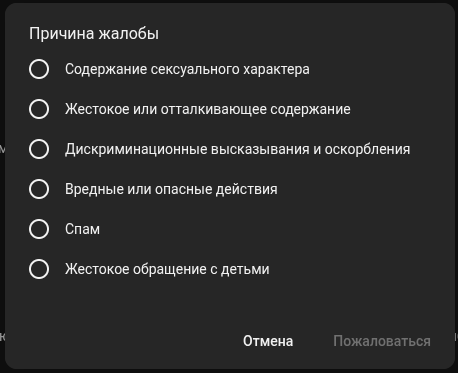 Причина жалобы
Содержание сексуального характера
Жестокое или отталкивающее содержание
Дискриминационные высказывания и оскорбления
Вредные или опасные действия
Спам
Жестокое обращение с детьми
Отмена Пожаловаться